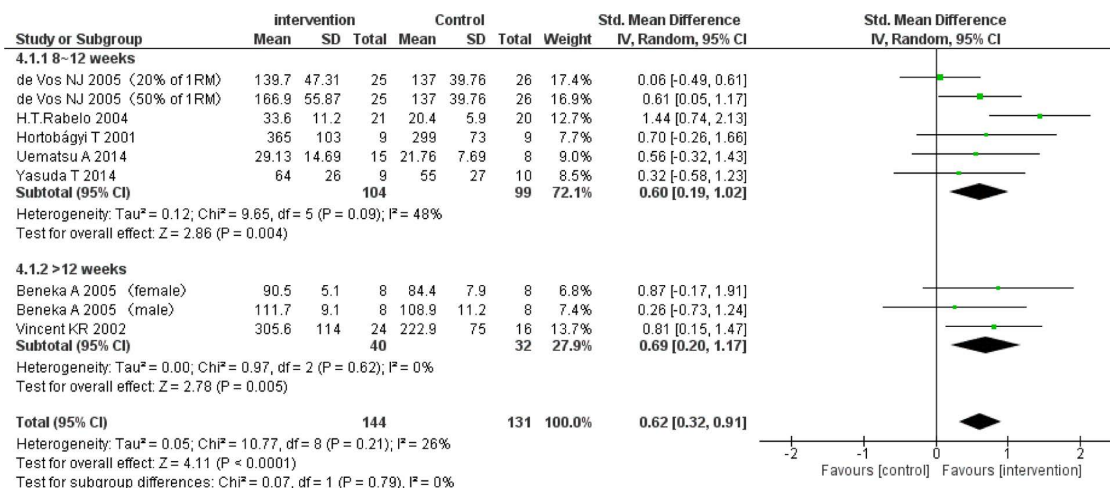 intervention Control Std. Mean Difference Std. Mean Difference
Study or Subgroup Mean SD Total Mean SD Total Weight IV, Random, 95% CI IV, Random, 95% CI
4.1.1 8~12 weeks
de Vos NJ 2005（20% of 1RM） 139.7 47.31 25 137 39.76 26 17.4% 0.06 [-0.49, 0.61]
de Vos NJ 2005（50% of 1RM） 166.9 55.87 25 137 39.76 26 16.9% 0.61 [0.05, 1.17]
H.T.Rabelo 2004 33.6 11.2 21 20.4 5.9 20 12.7% 1.44 [0.74, 2.13]
Hortobágyi T 2001 365 103 9 299 73 9 7.7% 0.70 [-0.26, 1.66]
Uematsu A 2014 29.13 14.69 15 21.76 7.69 8 9.0% 0.56 [-0.32, 1.43]
Yasuda T 2014 64 26 9 55 27 10 8.5% 0.32 [-0.58, 1.23]
Subtotal (95% CI) 104 99 72.1% 0.60 [0.19, 1.02]
Heterogeneity: Tau² = 0.12; Chi² = 9.65, df = 5 (P = 0.09); I² = 48%
Test for overall effect: Z = 2.86 (P = 0.004)
4.1.2 >12 weeks
Beneka A 2005 （female） 90.5 5.1 8 84.4 7.9 8 6.8% 0.87 [-0.17, 1.91]
Beneka A 2005 （male） 111.7 9.1 8 108.9 11.2 8 7.4% 0.26 [-0.73, 1.24]
Vincent KR 2002 305.6 114 24 222.9 75 16 13.7% 0.81 [0.15, 1.47]
Subtotal (95% CI) 40 32 27.9% 0.69 [0.20, 1.17]
Heterogeneity: Tau² = 0.00; Chi² = 0.97, df = 2 (P = 0.62); I² = 0%
Test for overall effect: Z = 2.78 (P = 0.005)
Total (95% CI) 144 131 100.0% 0.62 [0.32, 0.91]
Heterogeneity: Tau² = 0.05; Chi² = 10.77, df = 8 (P = 0.21); I² = 26%
Test for overall effect: Z = 4.11 (P < 0.0001)
Test for subgroup differences: Chi² = 0.07, df = 1 (P = 0.79), I² = 0%
-2 -1 0 1 2
Favours [control] Favours [intervention]